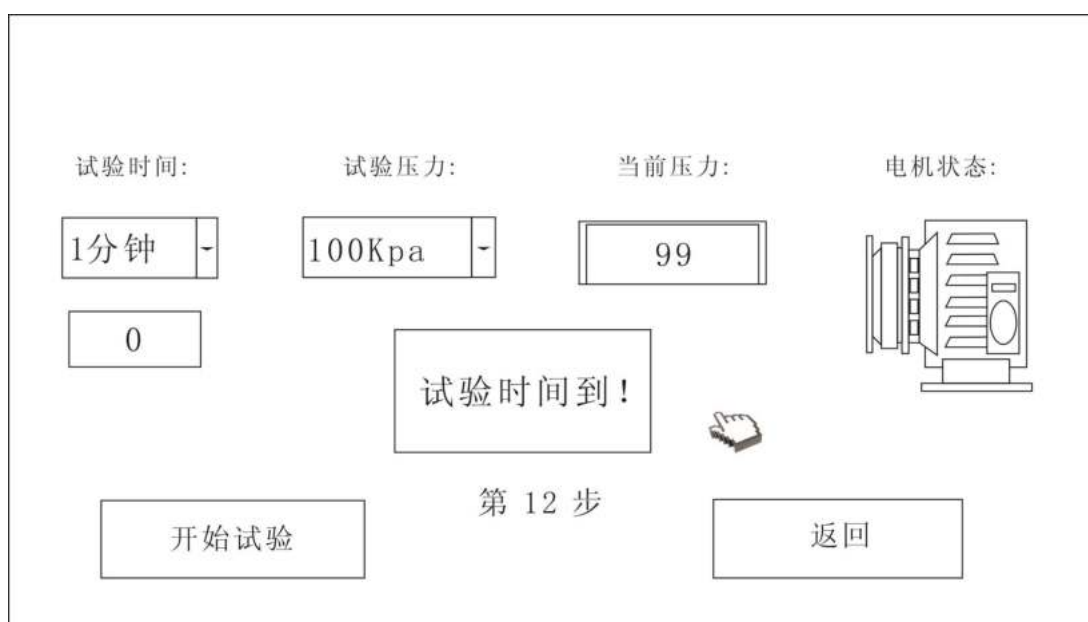 试验时间: 试验压力: 当前压力: 电机状态:
1分钟 100Kpa 99
0
试验时间到!
第 12 步
开始试验 返回